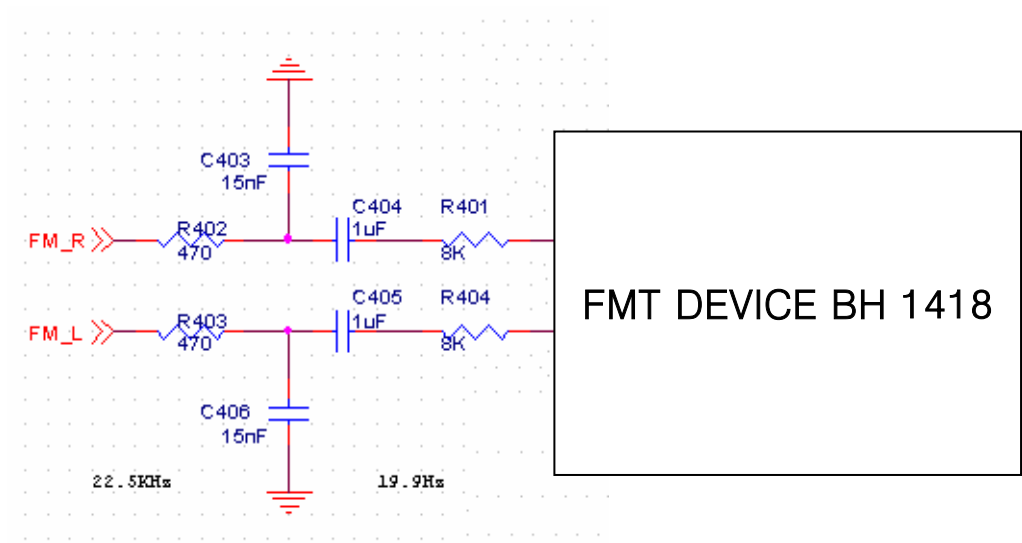 C403
15nF
C404
R401
R402
1uF
FM_R
470
8K
C405
R404
R403
1uF
FM_L
470
8K
FMT DEVICE BH 1418
C406
15nF
22.5KHz
19.9Hz